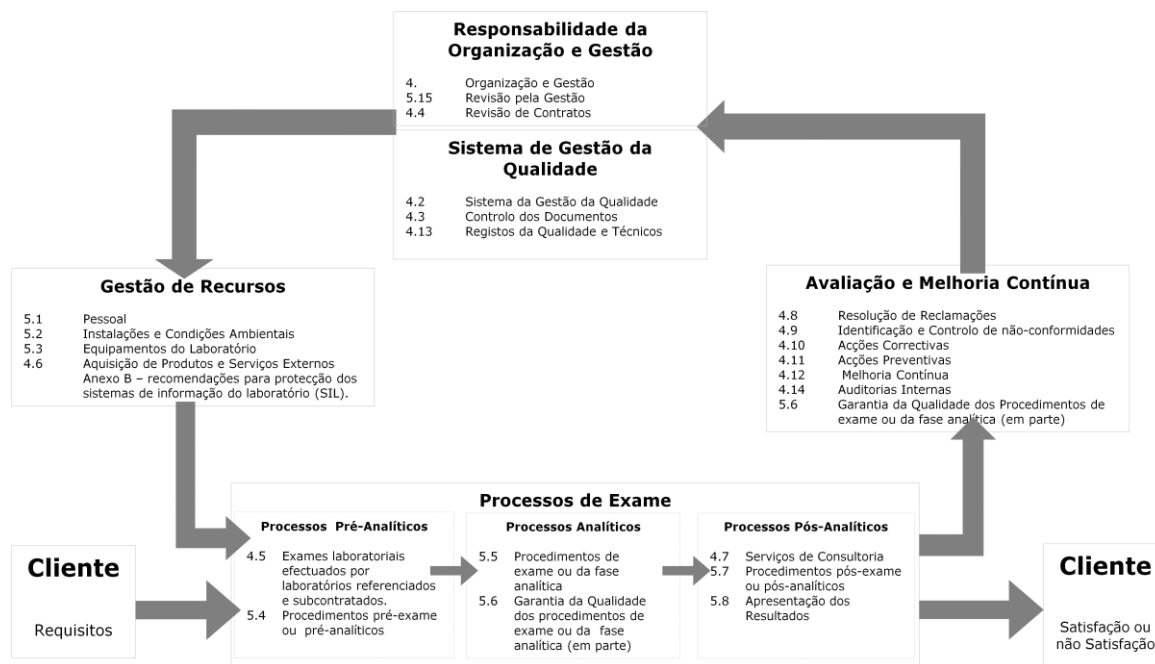 Responsabilidade da
Organização e Gestão
4. Organização e Gestão
5.15 Revisão pela Gestão
4.4 Revisão de Contratos
Sistema de Gestão da
Qualidade
4.2 Sistema da Gestão da Qualidade
4.3 Controlo dos Documentos
4.13 Registos da Qualidade e Técnicos
Gestão de Recursos
5.1 Pessoal
5.2 Instalações e Condições Ambientais
5.3 Equipamentos do Laboratório
4.6 Aquisição de Produtos e Serviços Externos
Anexo B – recomendações para protecção dos
sistemas de informação do laboratório (SIL).
Avaliação e Melhoria Contínua
4.8 Resolução de Reclamações
4.9 Identificação e Controlo de não-conformidades
4.10 Acções Correctivas
4.11 Acções Preventivas
4.12 Melhoria Contínua
4.14 Auditorias Internas
5.6 Garantia da Qualidade dos Procedimentos de
exame ou da fase analítica (em parte)
Processos de Exame
Processos Pré-Analíticos
4.5 Exames laboratoriais
efectuados por
laboratórios referenciados
e subcontratados.
5.4 Procedimentos pré-exame
ou pré-analíticos
Processos Analíticos
5.5 Procedimentos de
exame ou da fase
analítica
5.6 Garantia da Qualidade
dos procedimentos de
exame ou da fase
analítica (em parte)
Processos Pós-Analíticos
4.7 Serviços de Consultoria
5.7 Procedimentos pós-exame
ou pós-analíticos
5.8 Apresentação dos
Resultados
Cliente
Requisitos
Cliente
Satisfação ou
não Satisfação